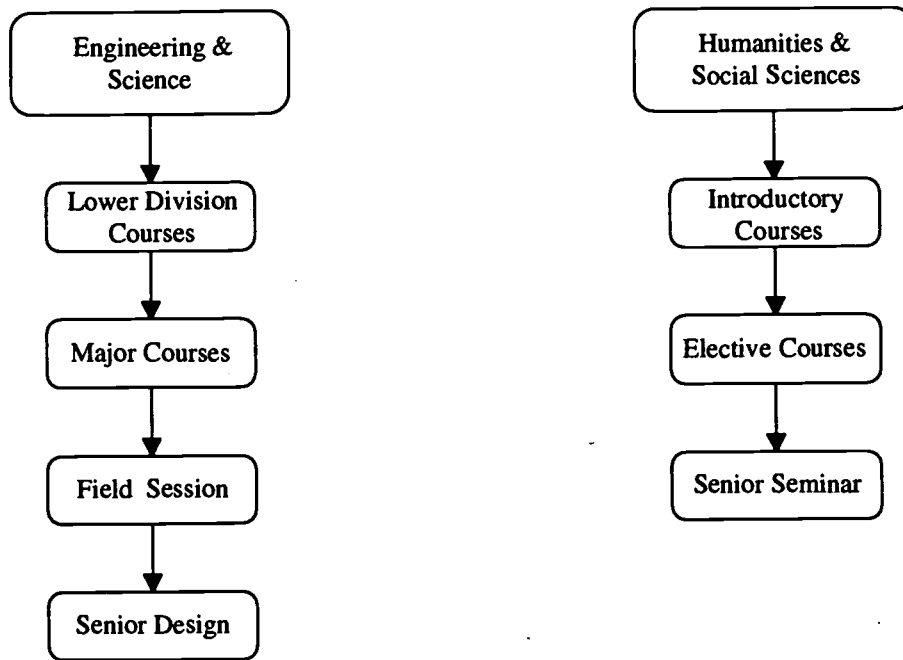 Engineering &
Science
Lower Division
Courses
Major Courses
Field Session
Senior Design
Humanities &
Social Sciences
Introductory
Courses
Elective Courses
Senior Seminar